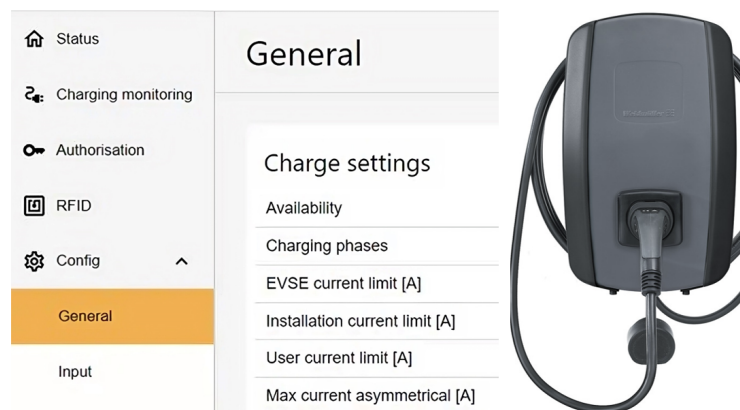 Status
Charging monitoring
Authorisation
RFID
Config
General
Input
General
Charge settings
Availability
Charging phases
EVSE current limit [A]
Installation current limit [A]
User current limit [A]
Max current asymmetrical [A]